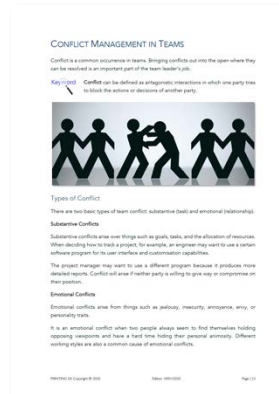 CONFLICT MANAGEMENT IN TEAMS
Conflict is a common occurrence in teams. Bringing conflicts out into the open where they
can be resolved is an important part of the team leader's job.
Keyword
Conflict can be defined as antagonistic interactions in which one party tries
to block the actions or decisions of another party.
Types of Conflict
There are two basic types of team conflict: substantive (task) and emotional (relationship).
Substantive Conflicts
Substantive conflicts arise over things such as goals, tasks, and the allocation of resources.
When deciding how to track a project, for example, an engineer may want to use a certain
software program for its user interface and customisation capabilities.
The project manager may want to use a different program because it produces more
detailed reports. Conflict will arise if neither party is willing to give way or compromise on
their position.
Emotional Conflicts
Emotional conflicts arise from things such as jealousy, insecurity, annoyance, envy, or
personality traits.
It is an emotional conflict when two people always seem to find themselves holding
opposing viewpoints and have a hard time hiding their personal animosity. Different
working styles are also a common cause of emotional conflicts.
Copyright ©
Page |